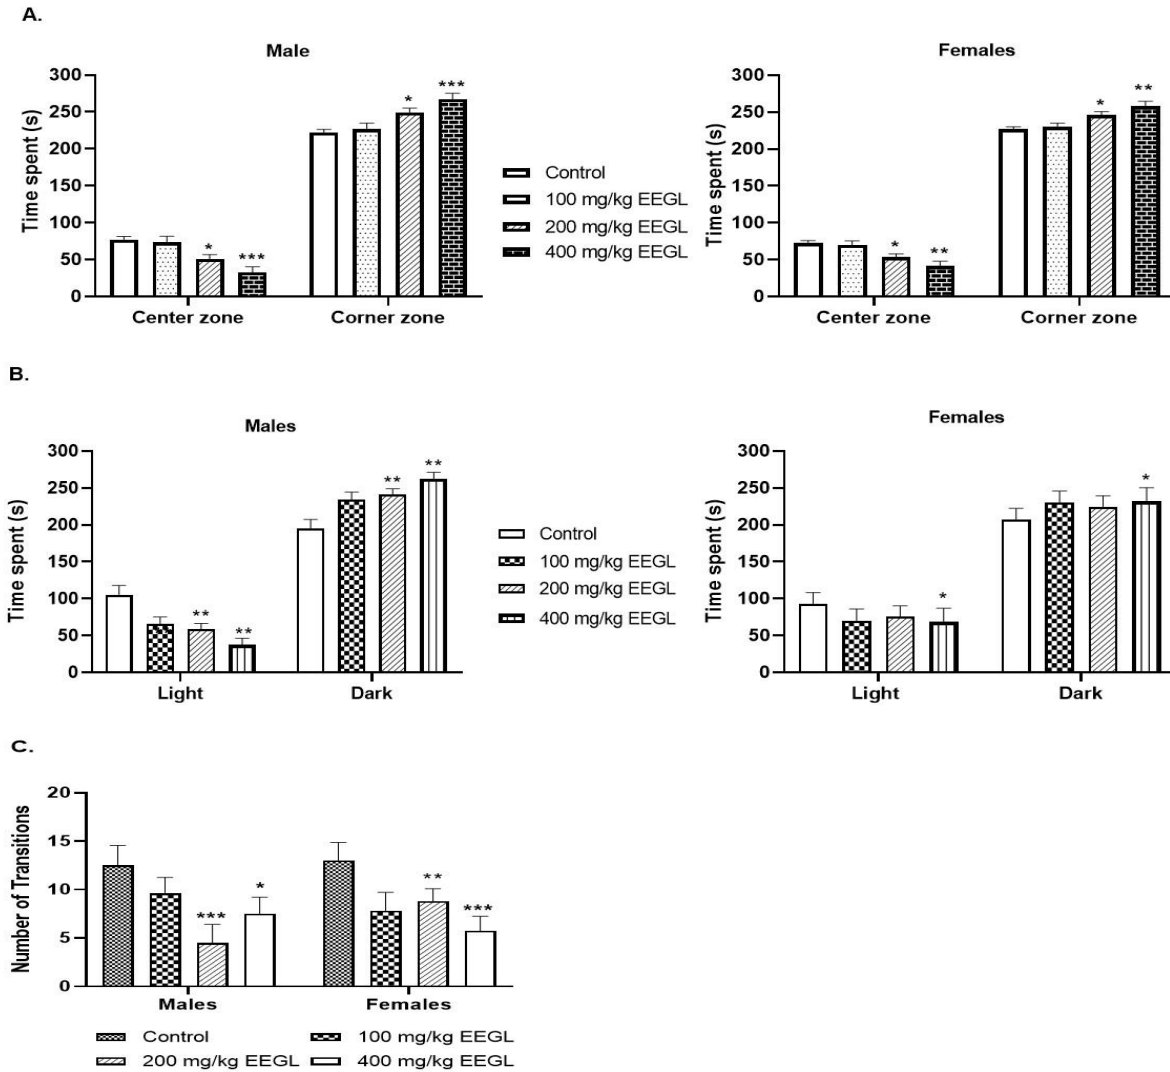 A.
Male
Time spent (s)
300
250
200
150
100
50
0
*
***
*
***
Center zone
Corner zone
Control
100 mg/kg EEGL
200 mg/kg EEGL
400 mg/kg EEGL
Females
Time spent (s)
300
250
200
150
100
50
0
*
**
*
**
Center zone
Corner zone
B.
Males
Time spent (s)
300
250
200
150
100
50
0
**
**
**
**
Light
Dark
Control
100 mg/kg EEGL
200 mg/kg EEGL
400 mg/kg EEGL
Females
Time spent (s)
300
250
200
150
100
50
0
*
*
Light
Dark
C.
Number of Transitions
20
15
10
5
0
***
*
**
***
Males
Females
Control
100 mg/kg EEGL
200 mg/kg EEGL
400 mg/kg EEGL